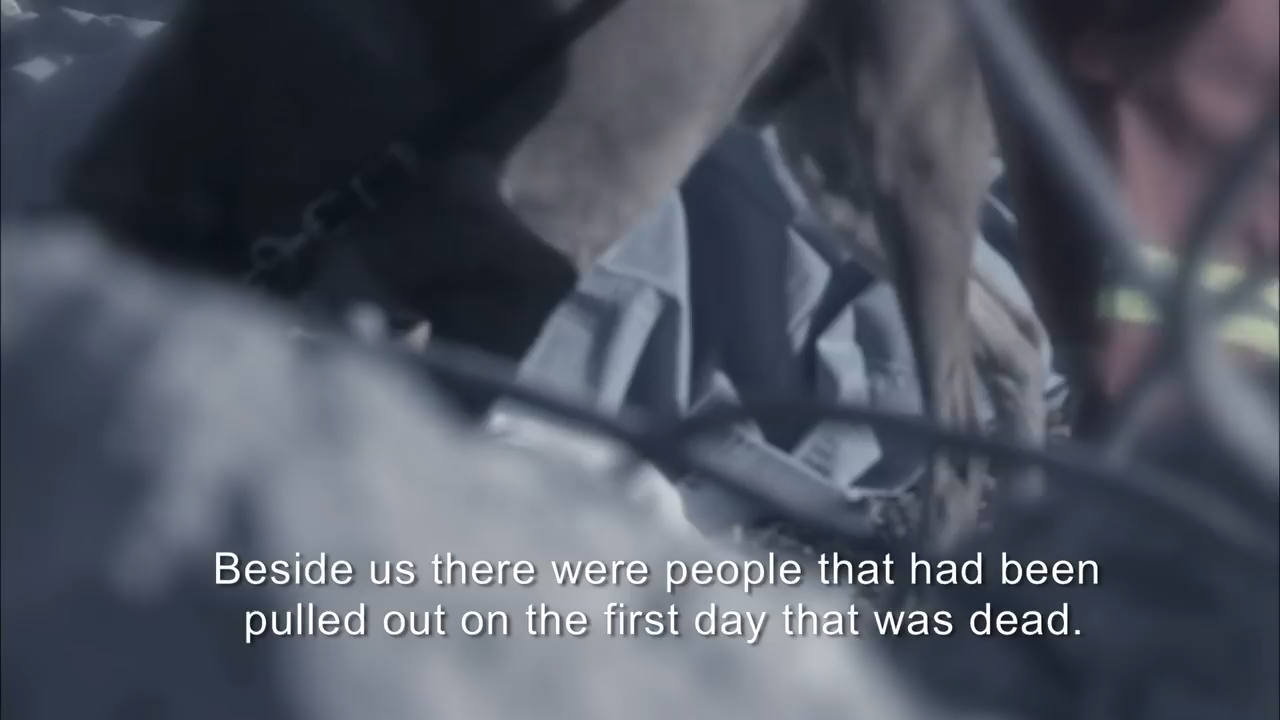 Beside us there were people that had been
pulled out on the first day that was dead.